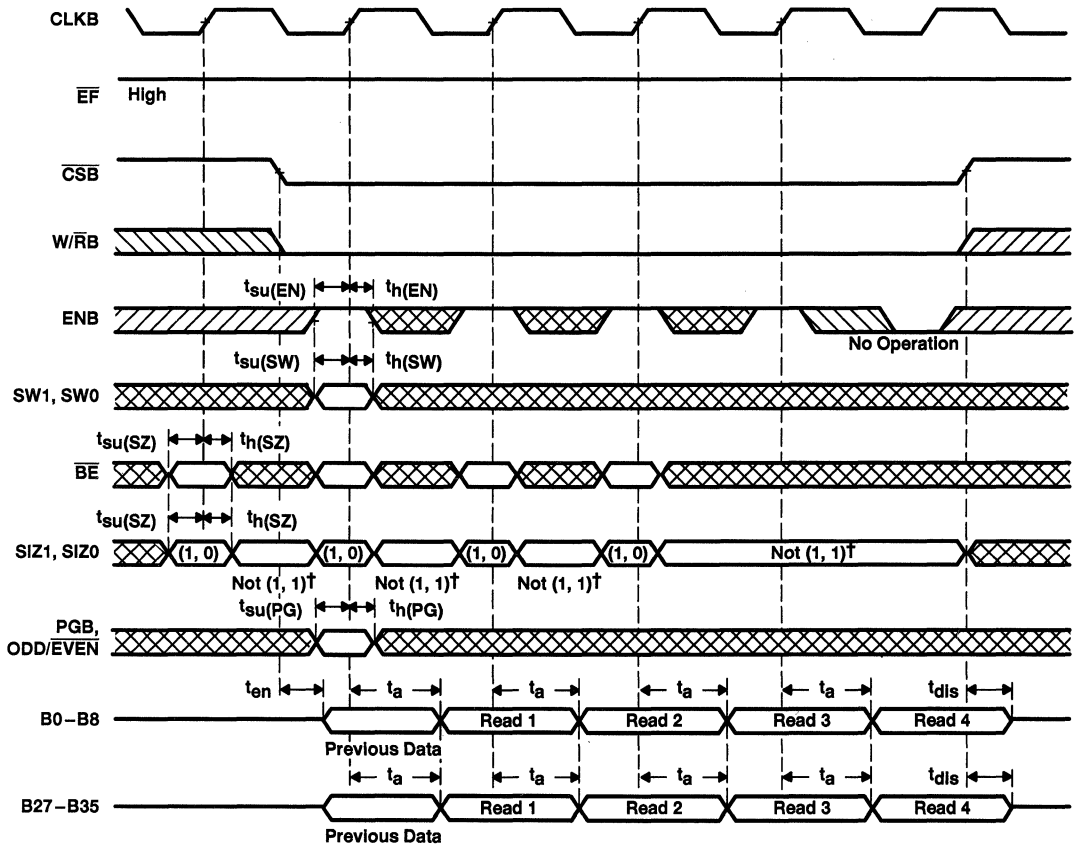 CLKB
EF
High
CSB
W/RB
tsu(EN) th(EN)
ENB
No Operation
tsu(SW) th(SW)
SW1, SW0
tsu(SZ) th(SZ)
BE
tsu(SZ) th(SZ)
SIZ1, SIZ0 (1, 0) (1, 0) (1, 0) (1, 0) Not (1, 1)†
Not (1, 1)† Not (1, 1)† Not (1, 1)†
tsu(PG) th(PG)
PGB,
ODD/EVEN
ten ta ta ta ta tdis
B0–B8 Read 1 Read 2 Read 3 Read 4
Previous Data
ta ta ta ta tdis
B27–B35 Read 1 Read 2 Read 3 Read 4
Previous Data